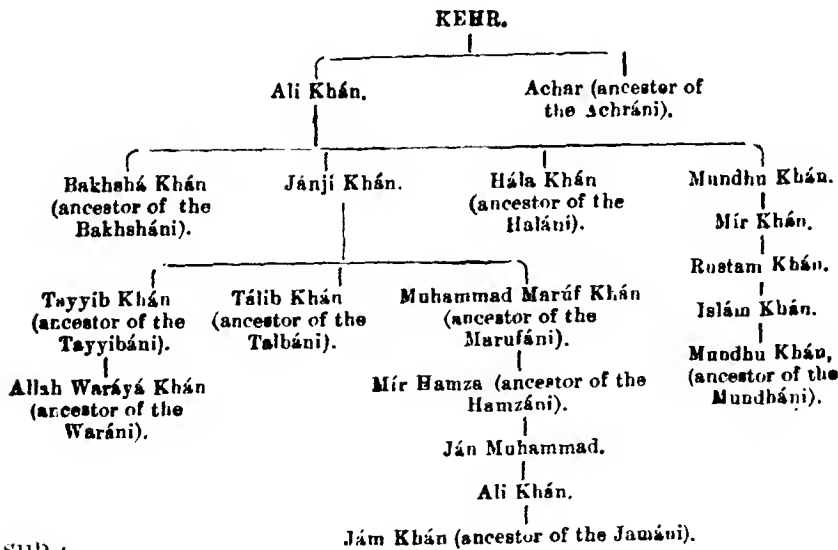 KEHR.
Ali Khán. Achar (ancestor of
the Achráni).
Bakhshá Khán Jánji Khán. Hála Khán Mundhu Khán.
(ancestor of the (ancestor of the
Bakhsháni). Haláni). Mír Khán.
Rustam Khán.
Tayyib Khán Tálib Khán Muhammad Marúf Khán
(ancestor of the (ancestor of the (ancestor of the Islám Khán.
Tayyibáni). Talbáni). Marufáni).
Mundhu Khán,
Allah Waráyá Khán Mír Hamza (ancestor of the (ancestor of the
(ancestor of the Hamzáni). Mundháni).
Waráni).
Ján Muhammad.
Ali Khán.
Jám Khán (ancestor of the Jamáni).